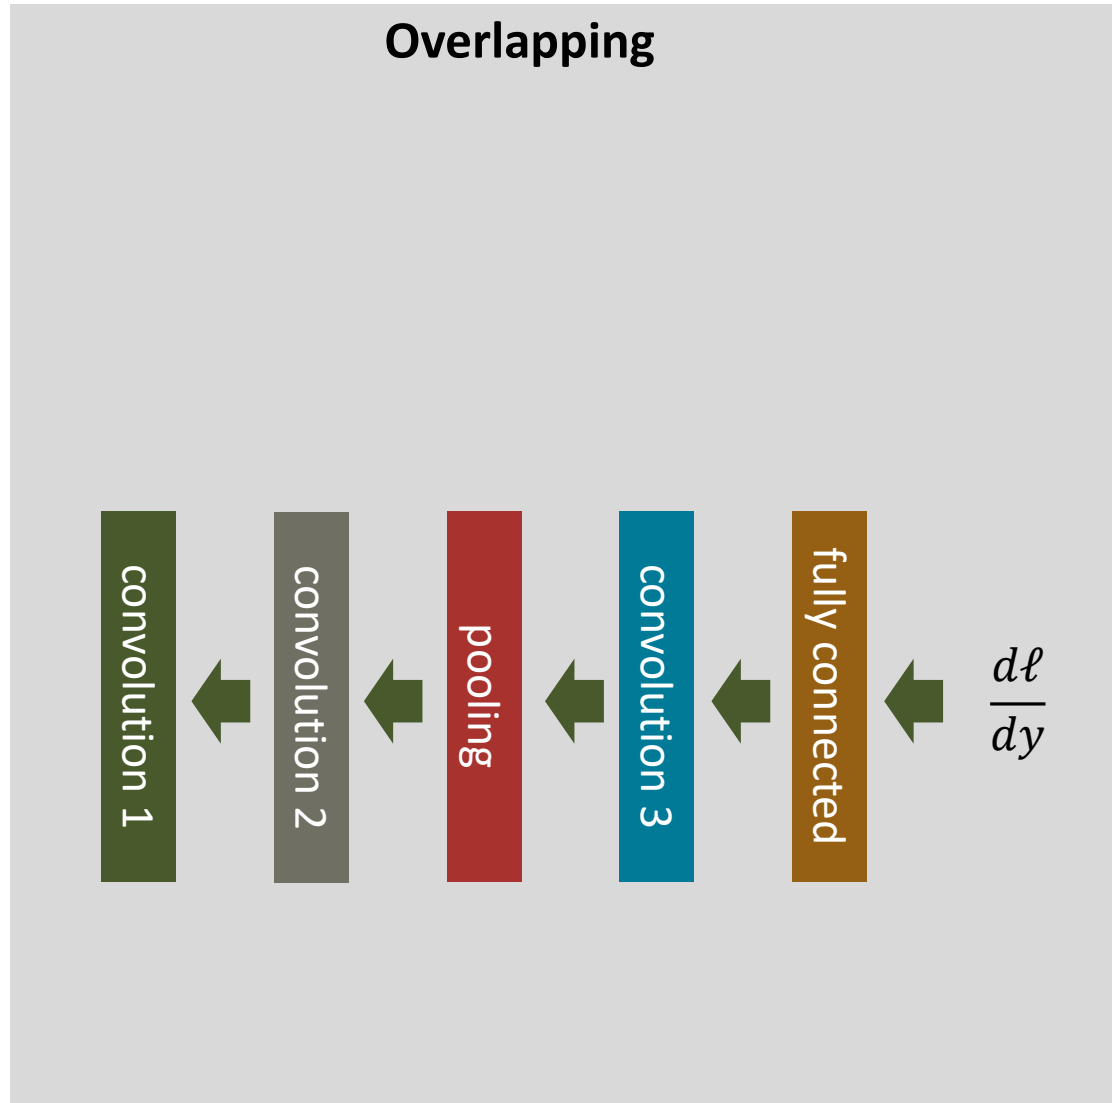 Overlapping
convolution 1
convolution 2
pooling
convolution 3
fully connected
dℓ
dy